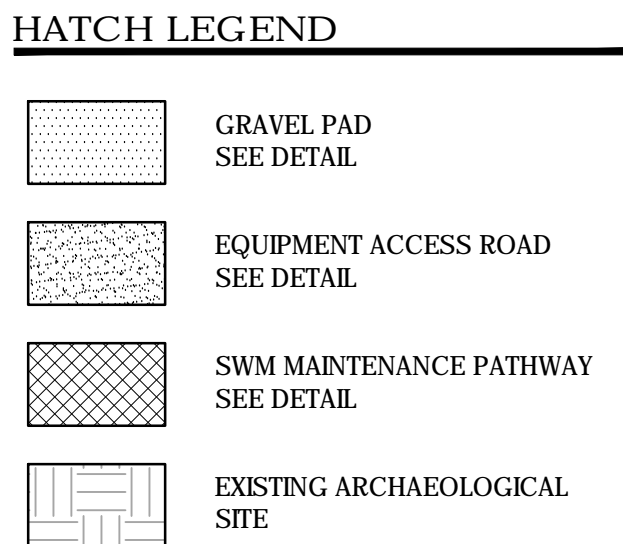 HATCH LEGEND
GRAVEL PAD
SEE DETAIL
EQUIPMENT ACCESS ROAD
SEE DETAIL
SWM MAINTENANCE PATHWAY
SEE DETAIL
EXISTING ARCHAEOLOGICAL
SITE